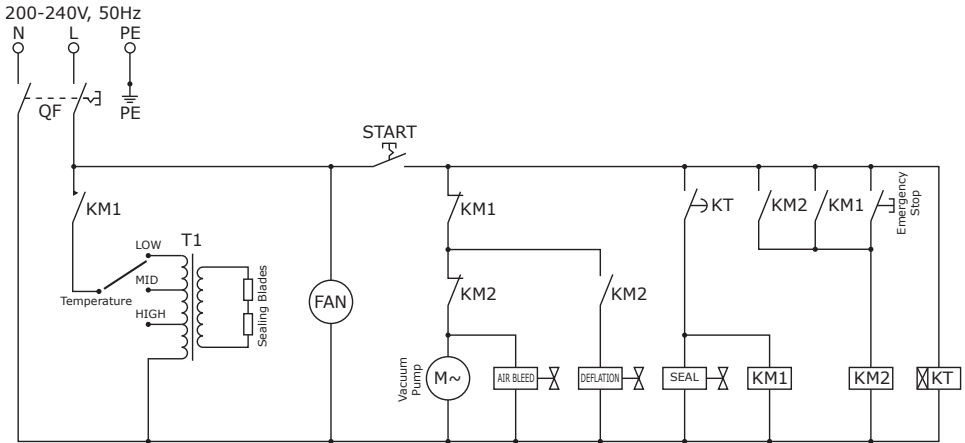 200-240V, 50Hz
N L PE
QF
PE
START
KM1
KM1
KT
KM2
KM1
Emergency
Stop
T1
LOW
MID
HIGH
Temperature
Sealing Blades
FAN
KM2
KM2
Vacuum
Pump
M~
AIR BLEED
DEFLATION
SEAL
KM1
KM2
KT